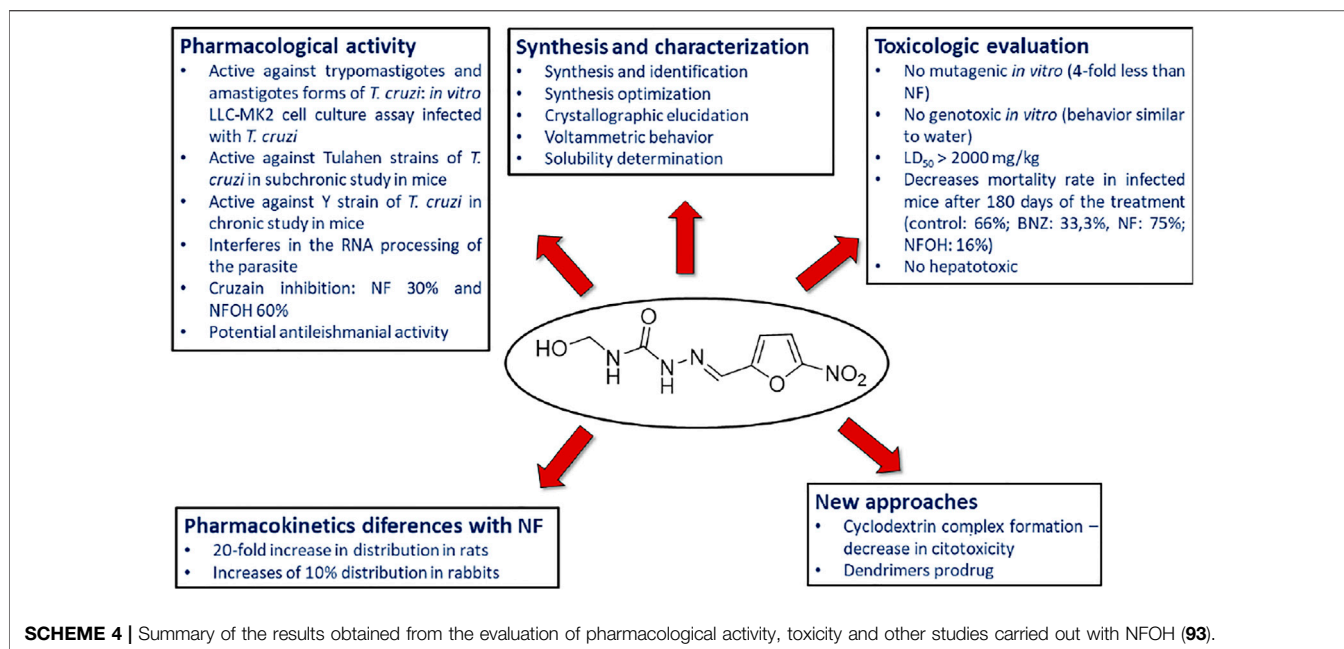 Pharmacological activity
• Active against trypomastigotes and
amastigotes forms of T. cruzi: in vitro
LLC-MK2 cell culture assay infected
with T. cruzi
• Active against Tulahen strains of T.
cruzi in subchronic study in mice
• Active against Y strain of T. cruzi in
chronic study in mice
• Interferes in the RNA processing of
the parasite
• Cruzain inhibition: NF 30% and
NFOH 60%
• Potential antileishmanial activity
Synthesis and characterization
• Synthesis and identification
• Synthesis optimization
• Crystallographic elucidation
• Voltammetric behavior
• Solubility determination
Toxicologic evaluation
• No mutagenic in vitro (4-fold less than
NF)
• No genotoxic in vitro (behavior similar
to water)
• LD50 > 2000 mg/kg
• Decreases mortality rate in infected
mice after 180 days of the treatment
(control: 66%; BNZ: 33,3%, NF: 75%;
NFOH: 16%)
• No hepatotoxic
O
HO
N
H
N
H
N
O
NO2
Pharmacokinetics diferences with NF
• 20-fold increase in distribution in rats
• Increases of 10% distribution in rabbits
New approaches
• Cyclodextrin complex formation –
decrease in citotoxicity
• Dendrimers prodrug
SCHEME 4 | Summary of the results obtained from the evaluation of pharmacological activity, toxicity and other studies carried out with NFOH (93).